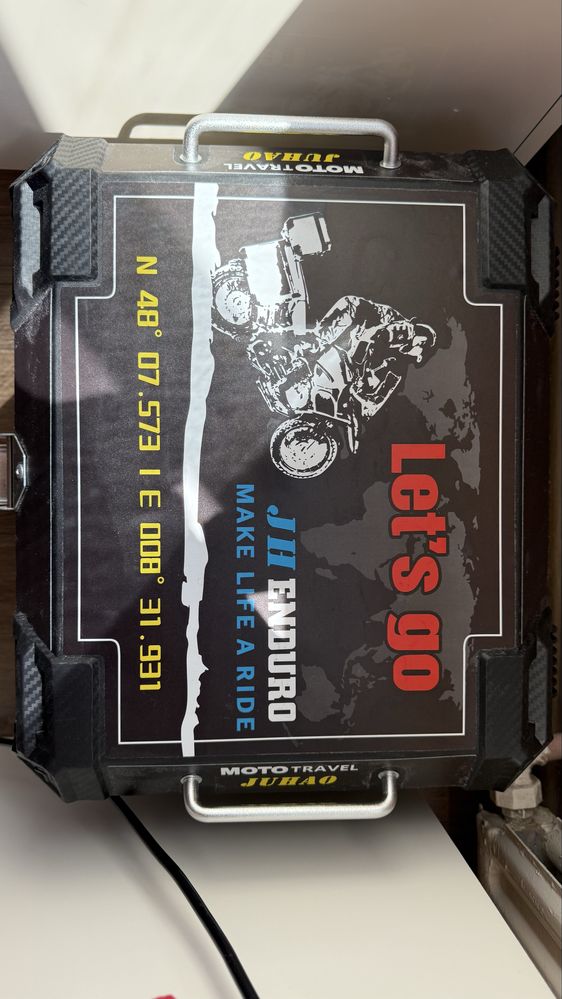 MOTO TRAVEL
JUHAO
Let's go
JH ENDURO
MAKE LIFE A RIDE
N 48° 07.573 I E 008° 31.931
MOTO TRAVEL
JUHAO